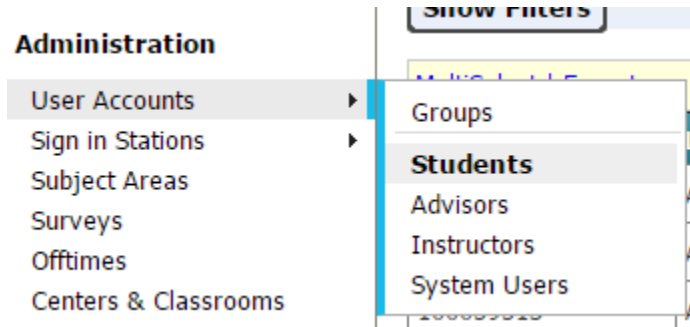 Show Filters
Administration
User Accounts
Sign in Stations
Subject Areas
Surveys
Offtimes
Centers & Classrooms
Groups
Students
Advisors
Instructors
System Users